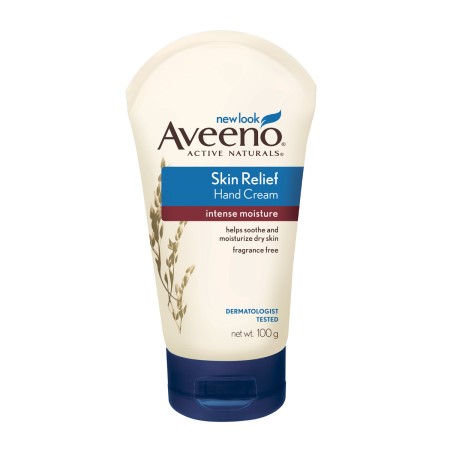 new look
Aveeno®
ACTIVE NATURALS®
Skin Relief
Hand Cream
intense moisture
helps soothe and
moisturize dry skin
fragrance free
DERMATOLOGIST
TESTED
net wt. 100 g